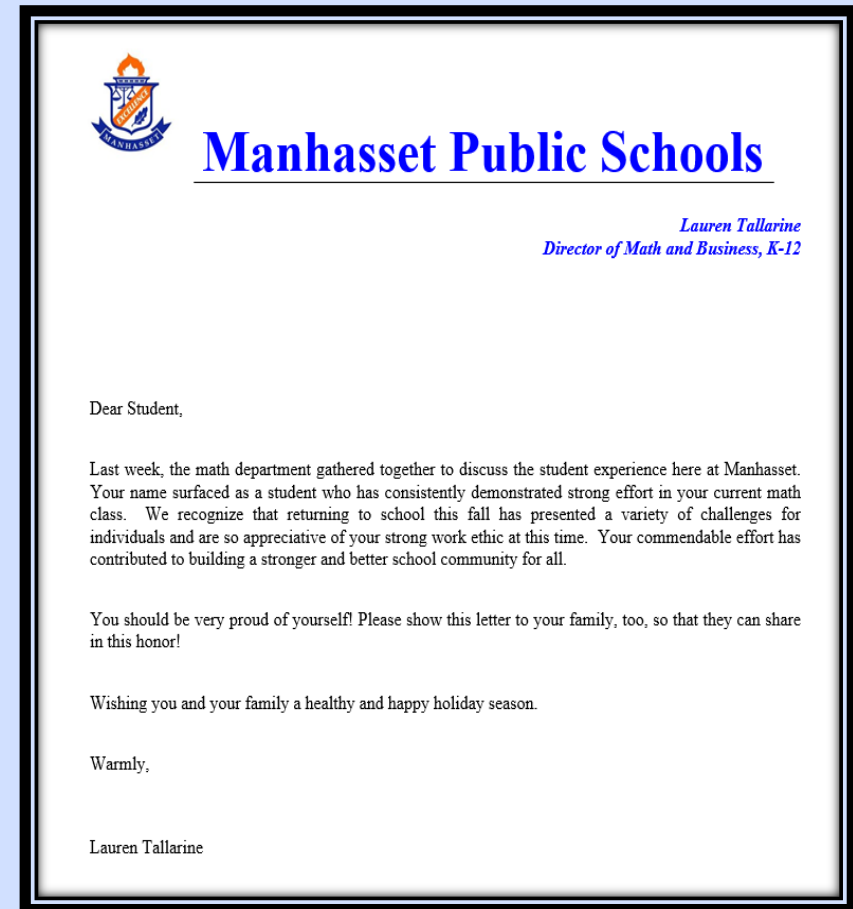 EXCELLENCE
MANHASSET
Manhasset Public Schools
Lauren Tallarine
Director of Math and Business, K-12
Dear Student,
Last week, the math department gathered together to discuss the student experience here at Manhasset.
Your name surfaced as a student who has consistently demonstrated strong effort in your current math
class. We recognize that returning to school this fall has presented a variety of challenges for
individuals and are so appreciative of your strong work ethic at this time. Your commendable effort has
contributed to building a stronger and better school community for all.
You should be very proud of yourself! Please show this letter to your family, too, so that they can share
in this honor!
Wishing you and your family a healthy and happy holiday season.
Warmly,
Lauren Tallarine